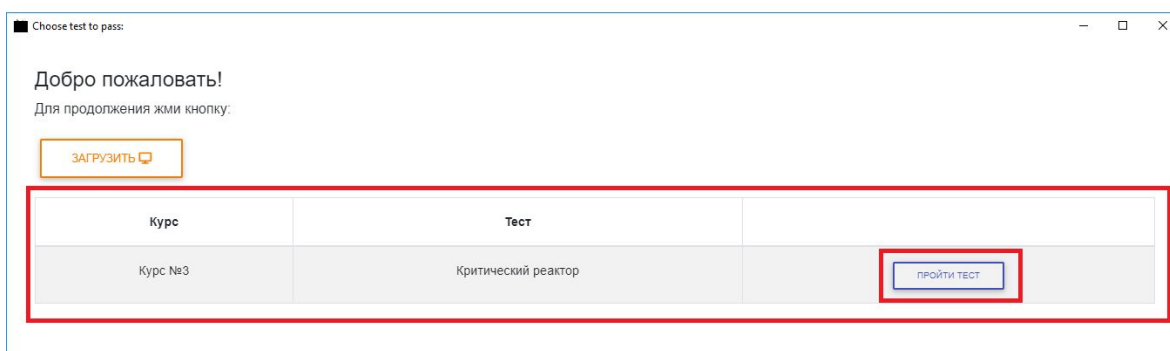 Choose test to pass:
Добро пожаловать!
Для продолжения жми кнопку:
ЗАГРУЗИТЬ
Курс Тест
Курс №3 Критический реактор ПРОЙТИ ТЕСТ